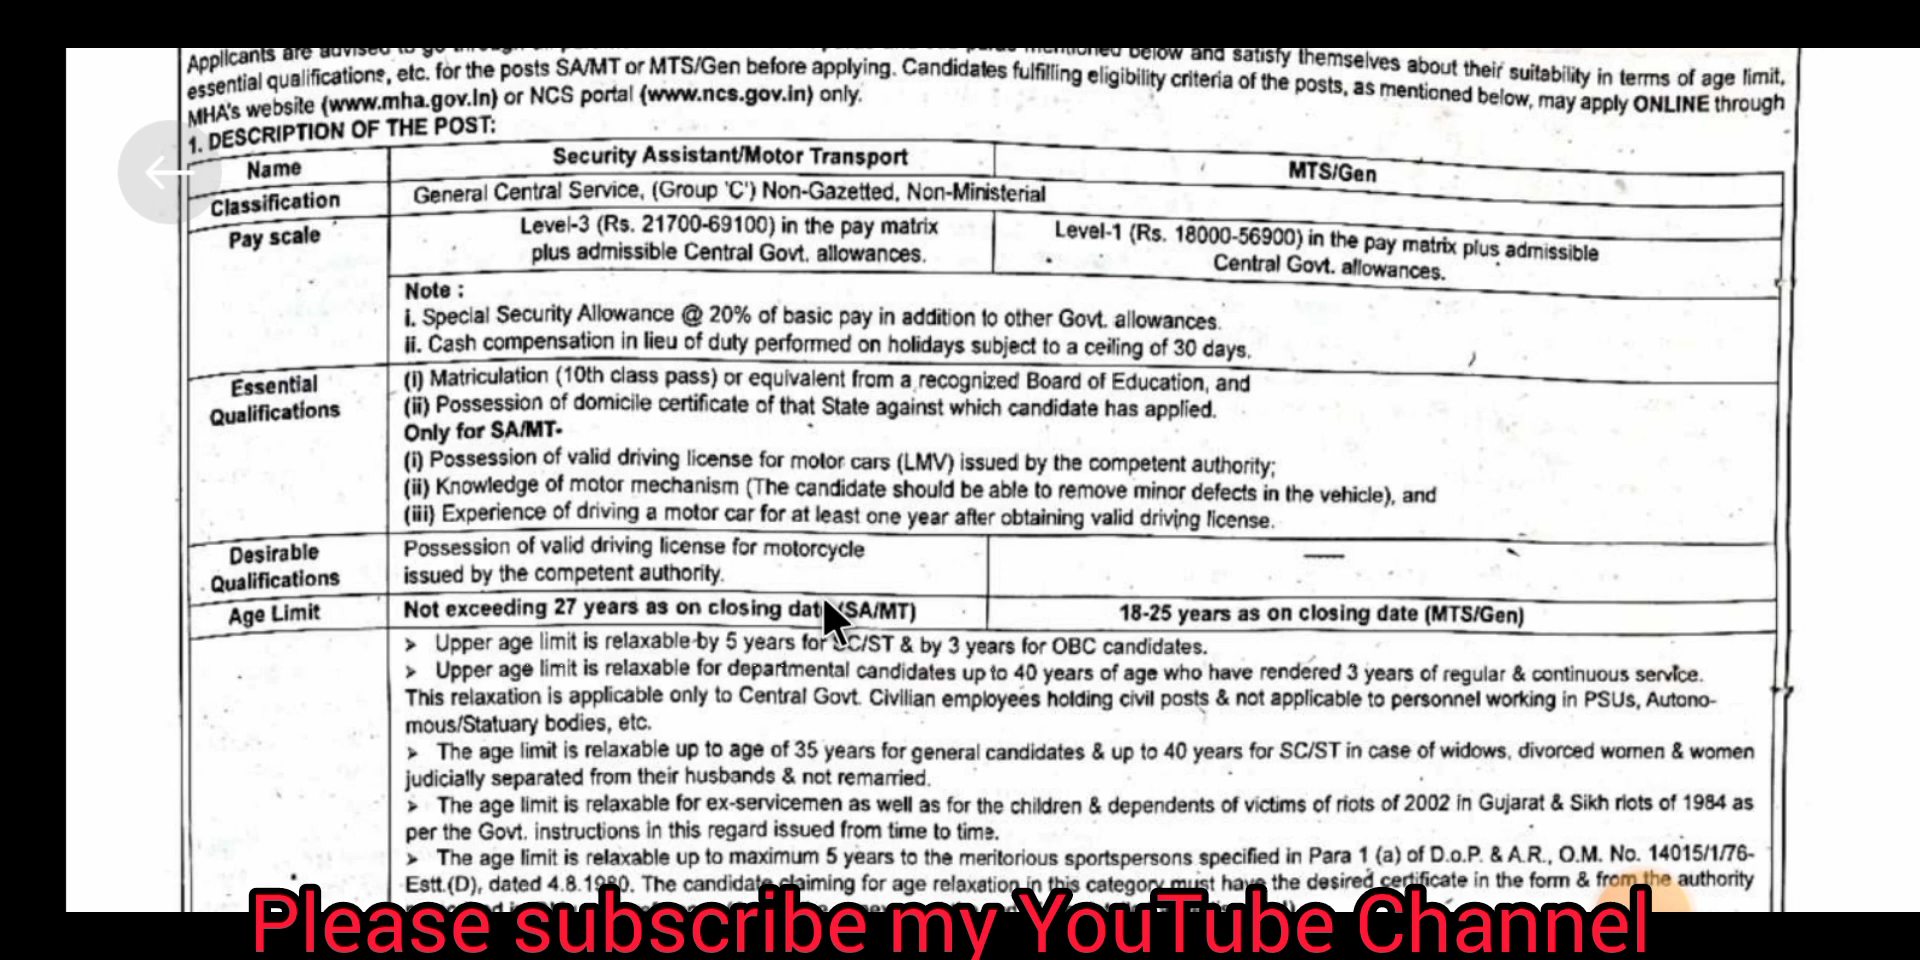 Applicants are advised to go through all mentioned below and satisfy themselves about their suitability in terms of age limit,
essential qualifications, etc. for the posts SA/MT or MTS/Gen before applying. Candidates fulfilling eligibility criteria of the posts, as mentioned below, may apply ONLINE through
MHA's website (www.mha.gov.in) or NCS portal (www.ncs.gov.in) only.
1. DESCRIPTION OF THE POST:
Name Security Assistant/Motor Transport MTS/Gen
Classification General Central Service, (Group 'C') Non-Gazetted, Non-Ministerial
Pay scale Level-3 (Rs. 21700-69100) in the pay matrix
plus admissible Central Govt. allowances.
Level-1 (Rs. 18000-56900) in the pay matrix plus admissible
Central Govt. allowances.
Note :
i. Special Security Allowance @ 20% of basic pay in addition to other Govt. allowances.
ii. Cash compensation in lieu of duty performed on holidays subject to a ceiling of 30 days.
Essential
Qualifications
(i) Matriculation (10th class pass) or equivalent from a recognized Board of Education, and
(ii) Possession of domicile certificate of that State against which candidate has applied.
Only for SA/MT-
(i) Possession of valid driving license for motor cars (LMV) issued by the competent authority;
(ii) Knowledge of motor mechanism (The candidate should be able to remove minor defects in the vehicle), and
(iii) Experience of driving a motor car for at least one year after obtaining valid driving license.
Desirable
Qualifications
Possession of valid driving license for motorcycle
issued by the competent authority.
—
Age Limit Not exceeding 27 years as on closing date (SA/MT) 18-25 years as on closing date (MTS/Gen)
➢ Upper age limit is relaxable by 5 years for SC/ST & by 3 years for OBC candidates.
➢ Upper age limit is relaxable for departmental candidates up to 40 years of age who have rendered 3 years of regular & continuous service.
This relaxation is applicable only to Central Govt. Civilian employees holding civil posts & not applicable to personnel working in PSUs, Autono-
mous/Statuary bodies, etc.
➢ The age limit is relaxable up to age of 35 years for general candidates & up to 40 years for SC/ST in case of widows, divorced women & women
judicially separated from their husbands & not remarried.
➢ The age limit is relaxable for ex-servicemen as well as for the children & dependents of victims of riots of 2002 in Gujarat & Sikh riots of 1984 as
per the Govt. instructions in this regard issued from time to time.
➢ The age limit is relaxable up to maximum 5 years to the meritorious sportspersons specified in Para 1 (a) of D.o.P. & A.R., O.M. No. 14015/1/76-
Estt.(D), dated 4.8.1980. The candidate claiming for age relaxation in this category must have the desired certificate in the form & from the authority
Please subscribe my YouTube Channel